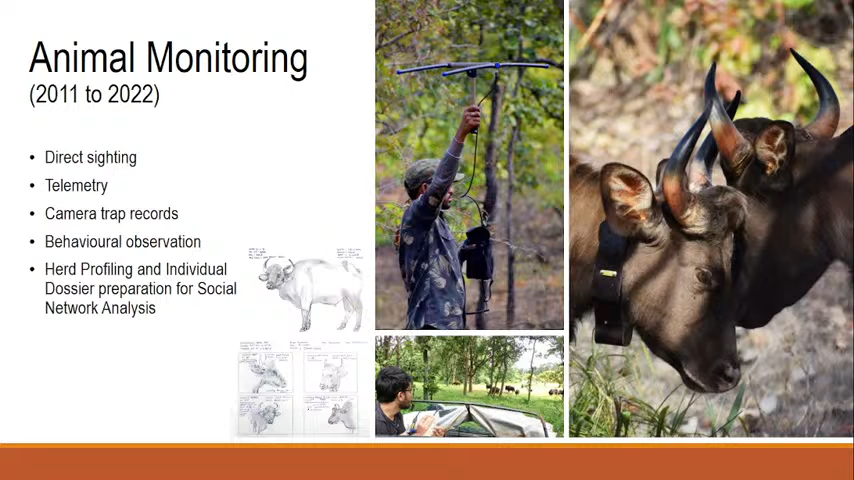 Animal Monitoring
(2011 to 2022)
• Direct sighting
• Telemetry
• Camera trap records
• Behavioural observation
• Herd Profiling and Individual
Dossier preparation for Social
Network Analysis